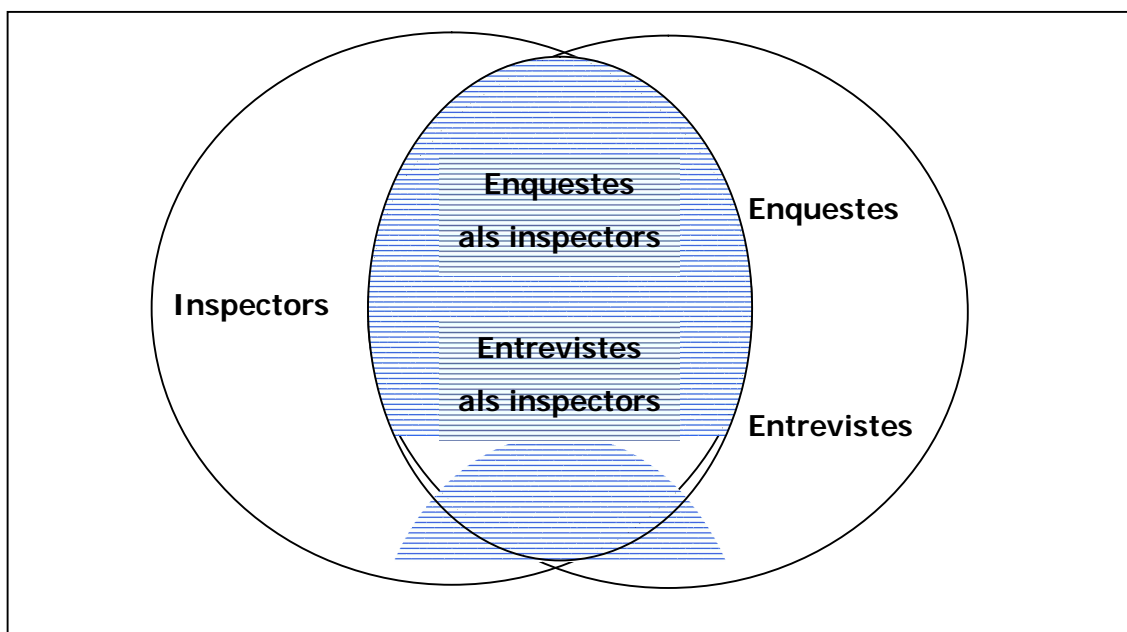 Enquestes
als inspectors
Enquestes
Inspectors
Entrevistes
als inspectors
Entrevistes